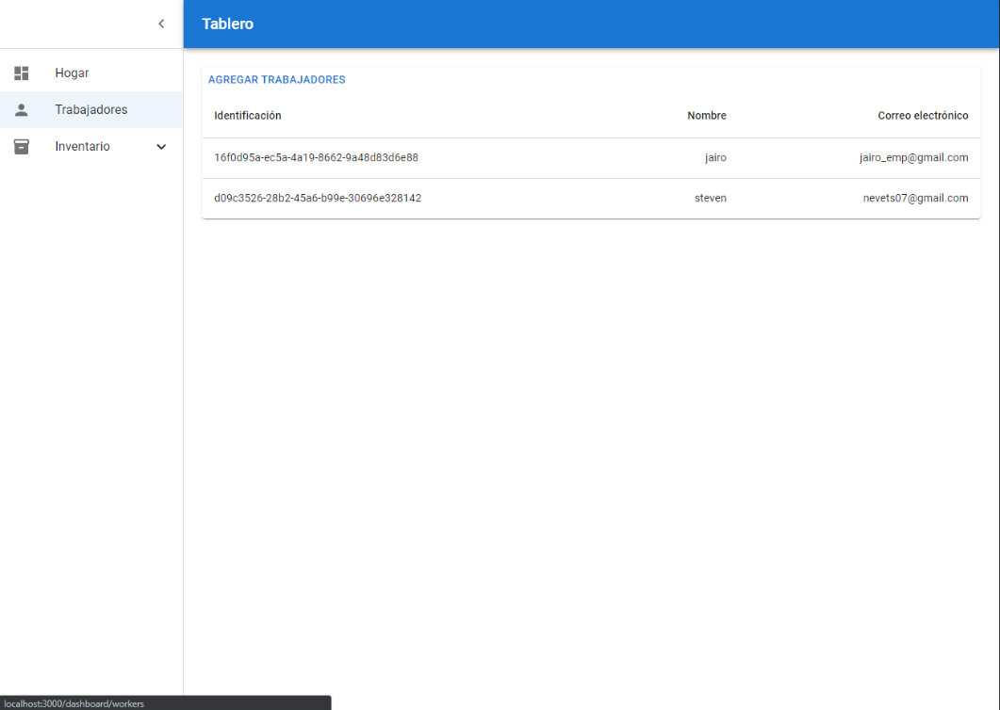 Tablero
Hogar
Trabajadores
Inventario
AGREGAR TRABAJADORES
Identificación Nombre Correo electrónico
16f0d95a-ec5a-4a19-8662-9a48d83d6e88 jairo jairo_emp@gmail.com
d09c3526-28b2-45a6-b99e-30696e328142 steven nevets07@gmail.com
localhost:3000/dashboard/workers